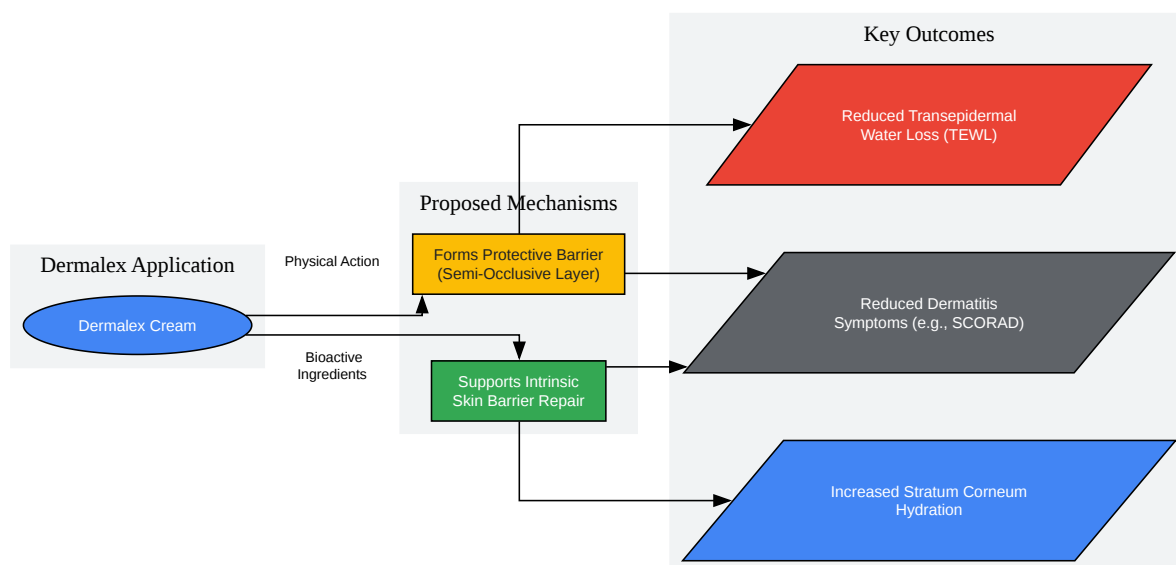 Key Outcomes
Reduced Transepidermal
Water Loss (TEWL)
Proposed Mechanisms
Forms Protective Barrier
(Semi-Occlusive Layer)
Dermalex Application
Physical Action
Dermalex Cream
Bioactive
Ingredients
Reduced Dermatitis
Symptoms (e.g., SCORAD)
Supports Intrinsic
Skin Barrier Repair
Increased Stratum Corneum
Hydration